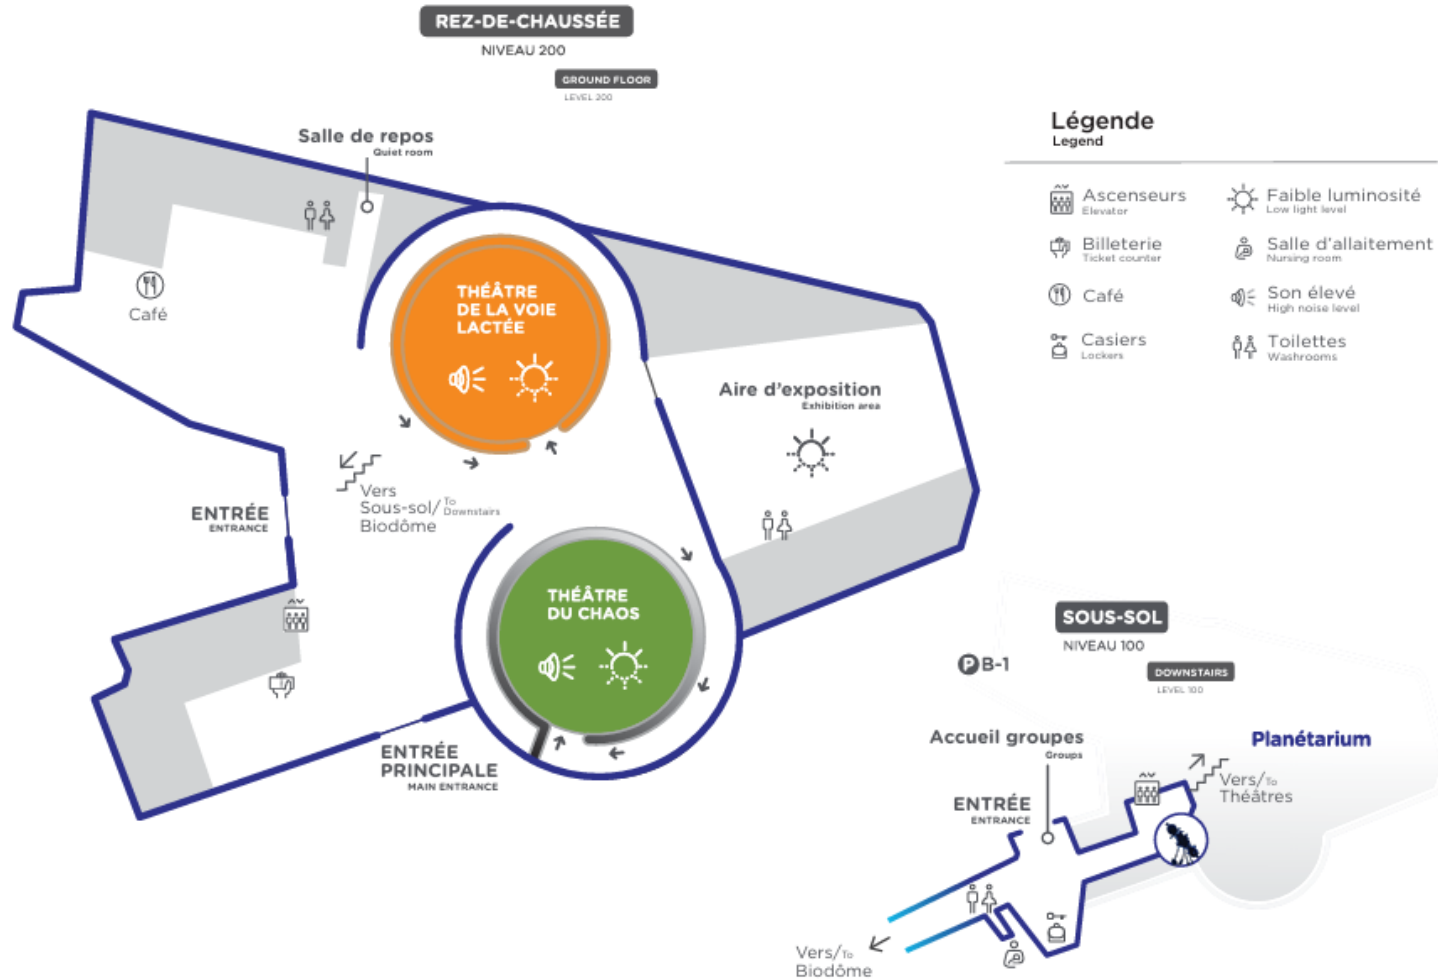 REZ-DE-CHAUSSÉE
NIVEAU 200
GROUND FLOOR
LEVEL 200
Salle de repos
Quiet room
Café
THÉÂTRE
DE LA VOIE
LACTÉE
Aire d'exposition
Exhibition area
Vers
Sous-sol/ To
Downstairs
Biodôme
ENTRÉE
ENTRANCE
THÉÂTRE
DU CHAOS
ENTRÉE
PRINCIPALE
MAIN ENTRANCE
Légende
Legend
Ascenseurs
Elevator
Billeterie
Ticket counter
Café
Casiers
Lockers
Faible luminosité
Low light level
Salle d'allaitement
Nursing room
Son élevé
High noise level
Toilettes
Washrooms
SOUS-SOL
NIVEAU 100
DOWNSTAIRS
LEVEL 100
P B-1
Accueil groupes
Groups
Planétarium
Vers/To
Théâtres
ENTRÉE
ENTRANCE
Vers/To
Biodôme